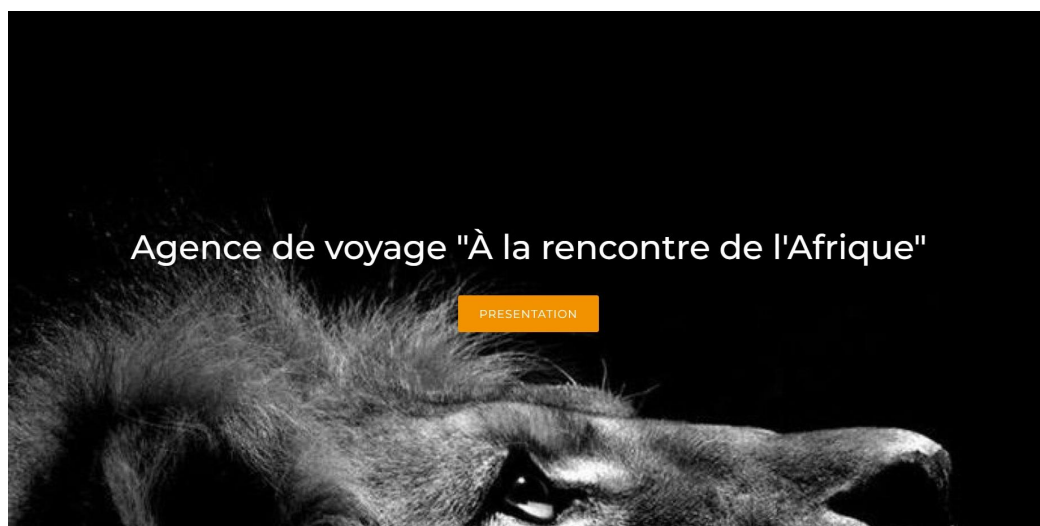 Agence de voyage "À la rencontre de l'Afrique"
PRESENTATION